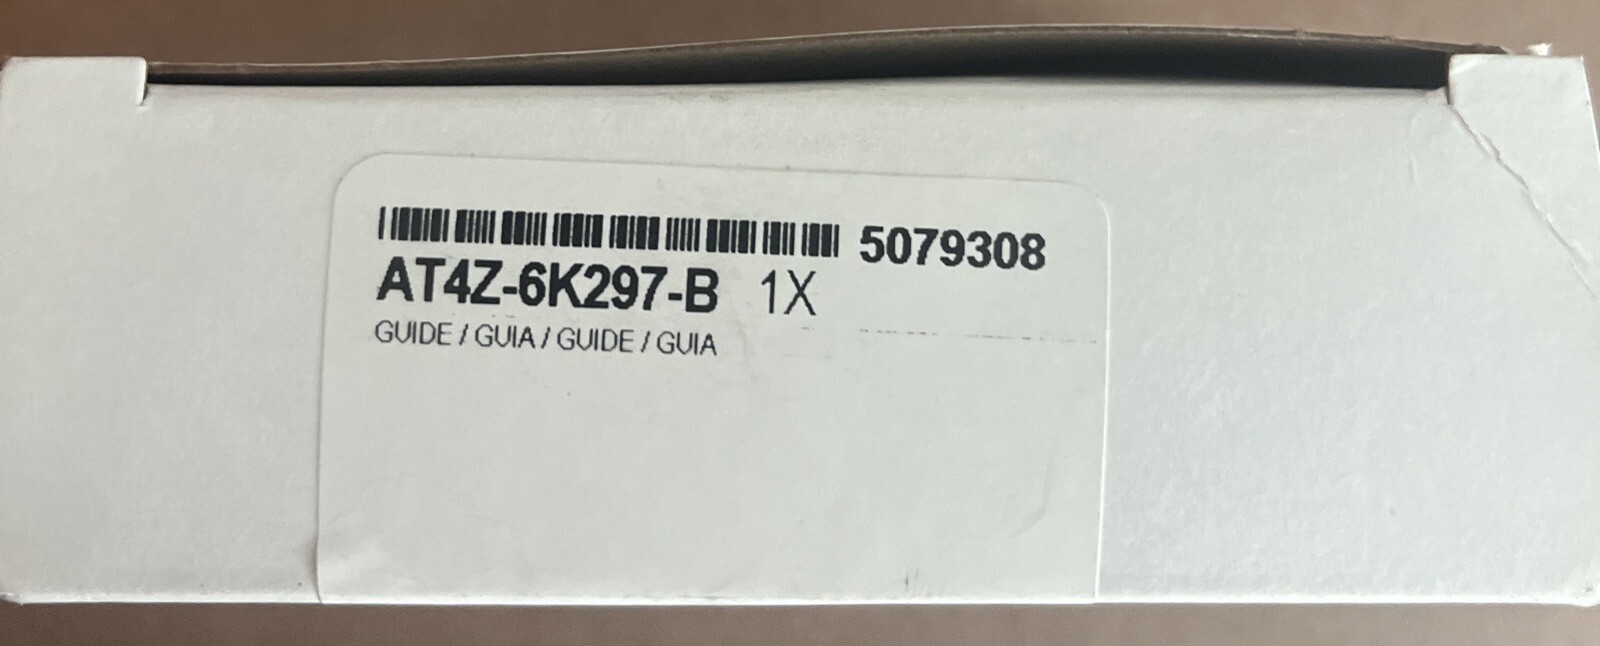 5079308
AT4Z-6K297-B 1X
GUIDE / GUIA / GUIDE / GUIA